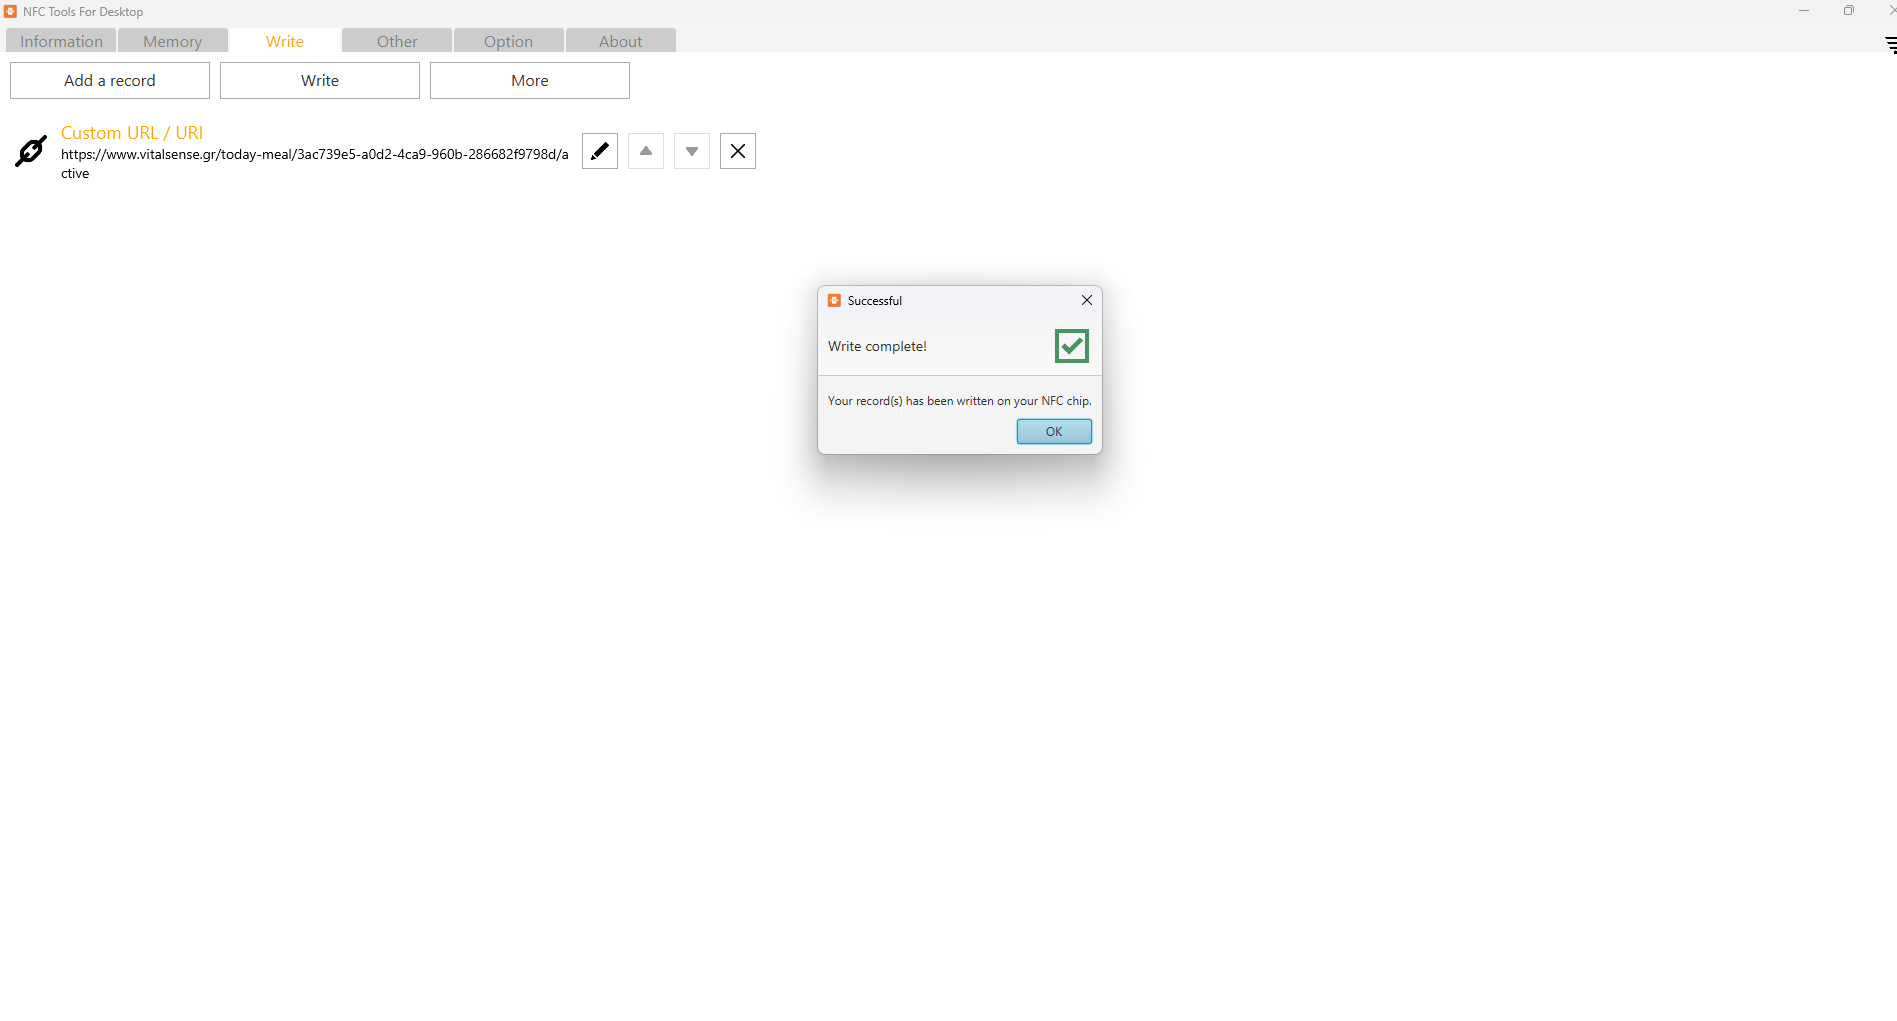 NFC Tools For Desktop
Information Memory Write Other Option About
Add a record Write More
Custom URL / URI
https://www.vitalsense.gr/today-meal/3ac739e5-a0d2-4ca9-960b-286682f9798d/a
ctive
Successful
Write complete!
Your record(s) has been written on your NFC chip.
OK